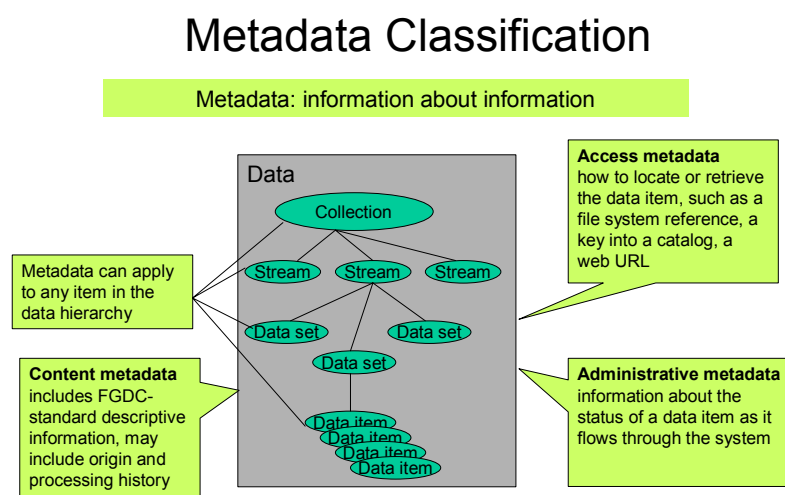 Metadata Classification
Metadata: information about information
Data
Collection
Stream
Stream
Stream
Data set
Data set
Data set
Data item
Data item
Data item
Data item
Metadata can apply
to any item in the
data hierarchy
Content metadata
includes FGDC-
standard descriptive
information, may
include origin and
processing history
Access metadata
how to locate or retrieve
the data item, such as a
file system reference, a
key into a catalog, a
web URL
Administrative metadata
information about the
status of a data item as it
flows through the system